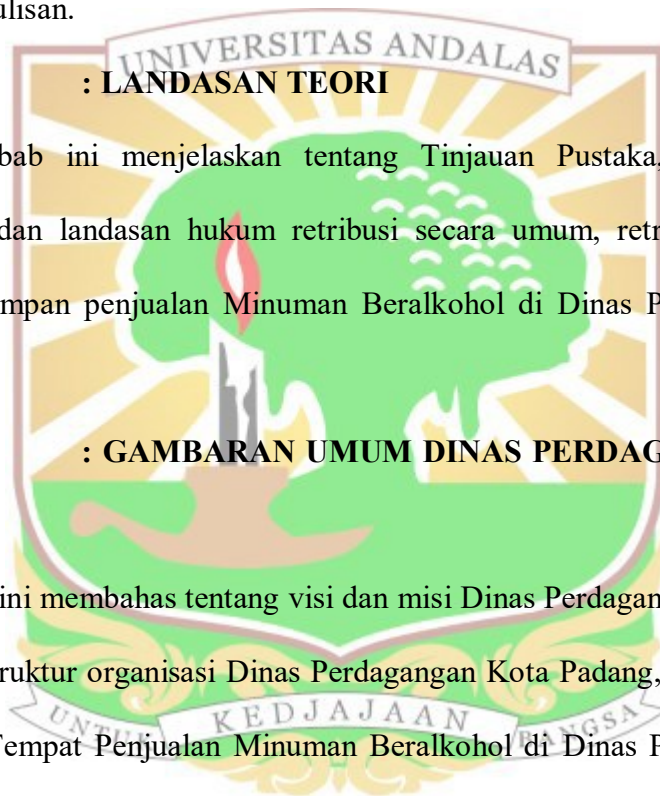 ulisan.
UNIVERSITAS ANDALAS
: LANDASAN TEORI
bab ini menjelaskan tentang Tinjauan Pustaka,
dan landasan hukum retribusi secara umum, retr
mpan penjualan Minuman Beralkohol di Dinas P
: GAMBARAN UMUM DINAS PERDAG
ini membahas tentang visi dan misi Dinas Perdagan
ruktur organisasi Dinas Perdagangan Kota Padang,
UNTUK KEDJAJAAN BANGSA
Tempat Penjualan Minuman Beralkohol di Dinas P